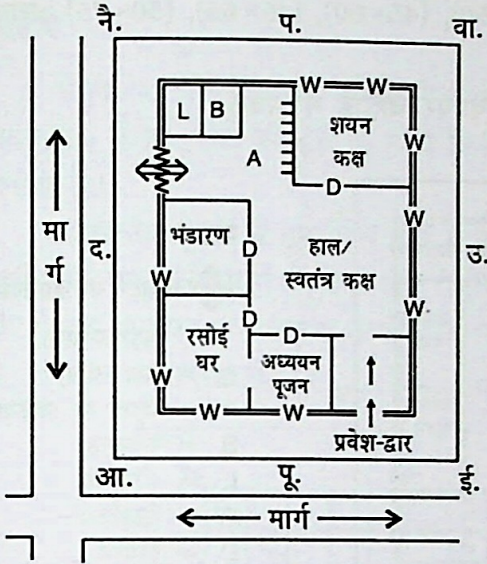 नै. प. वा.
W W
L B
शयन
कक्ष
W
A
D
मार्ग
द.
भंडारण
D
W
हाल/
स्वतंत्र कक्ष
उ.
W
W
D
रसोई
घर
D
अध्ययन
पूजन
W
W W
प्रवेश-द्वार
आ. पू. ई.
मार्ग